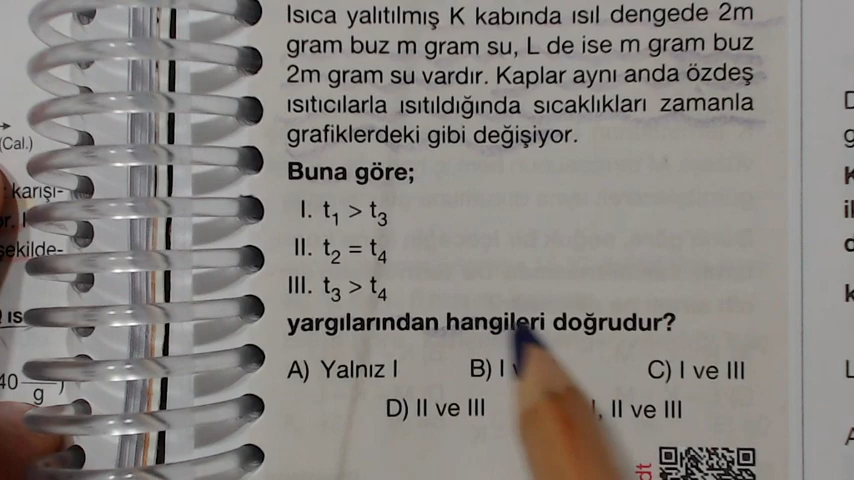 Isıca yalıtılmış K kabında ısıl dengede 2m
gram buz m gram su, L de ise m gram buz
2m gram su vardır. Kaplar aynı anda özdeş
ısıtıcılarla ısıtıldığında sıcaklıkları zamanla
grafiklerdeki gibi değişiyor.
Buna göre;
I. t₁ > t₃
II. t₂ = t₄
III. t₃ > t₄
yargılarından hangileri doğrudur?
A) Yalnız I B) I C) I ve III
D) II ve III , II ve III
(Cal.)
karışı-
şekilde-
40
g